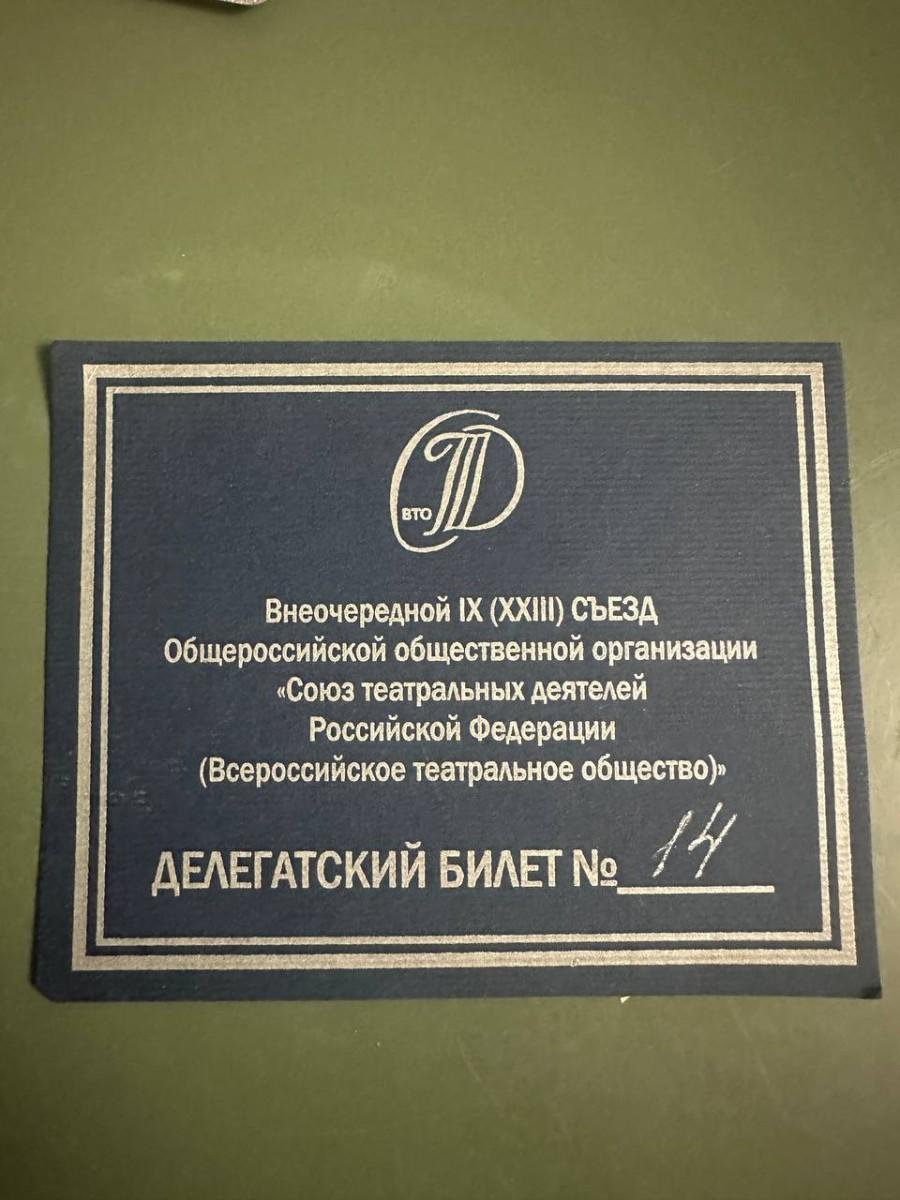 ВТО
Внеочередной IX (XXIII) СЪЕЗД
Общероссийской общественной организации
«Союз театральных деятелей
Российской Федерации
(Всероссийское театральное общество)»
ДЕЛЕГАТСКИЙ БИЛЕТ № 14